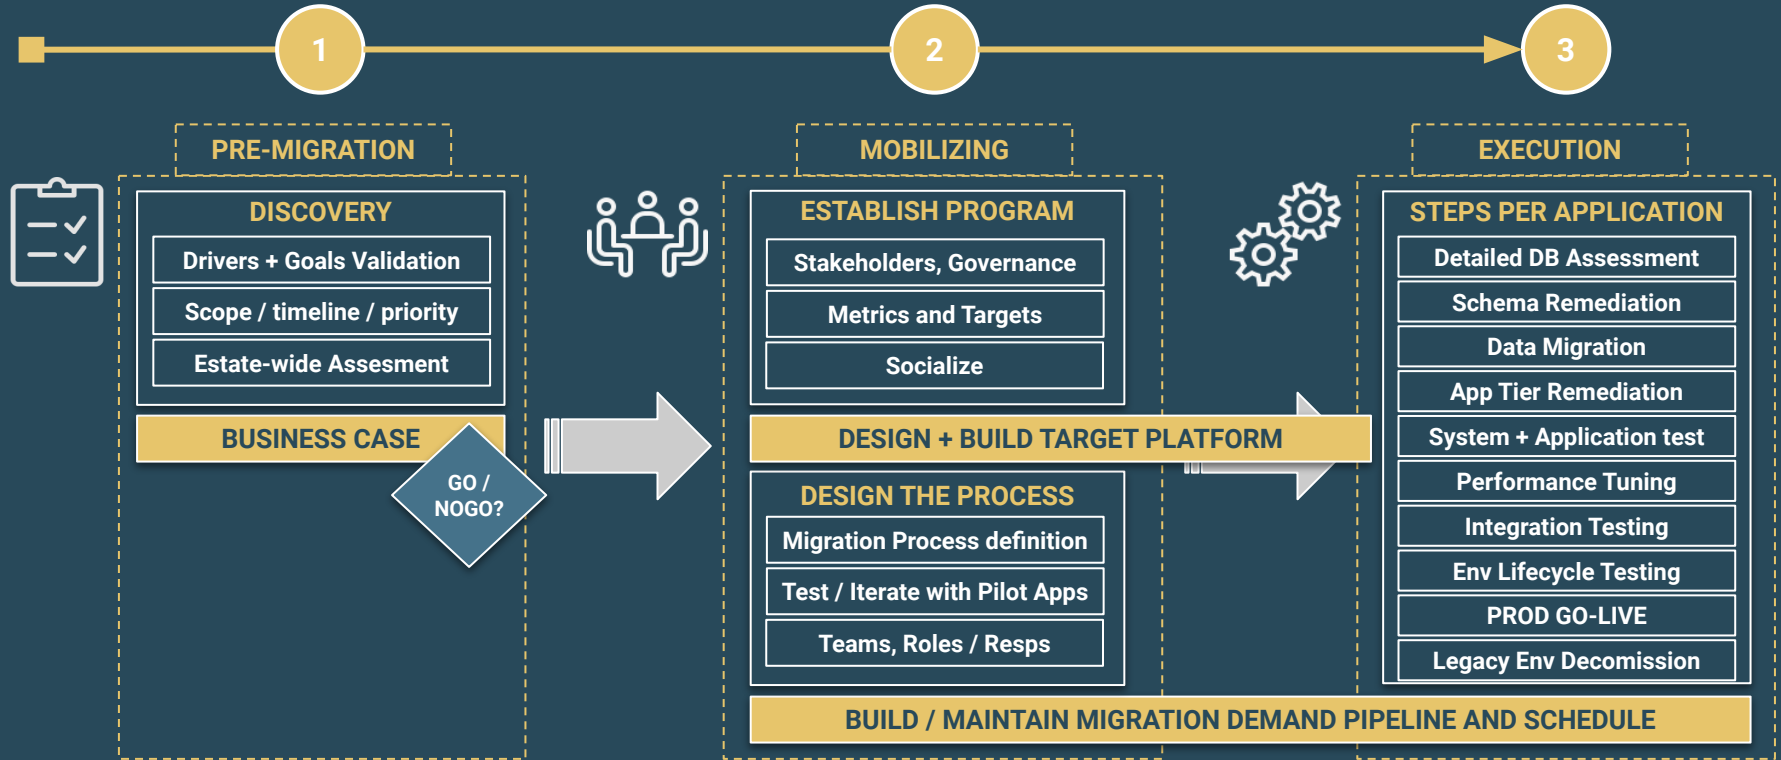 1
2
3
PRE-MIGRATION
DISCOVERY
Drivers + Goals Validation
Scope / timeline / priority
Estate-wide Assesment
BUSINESS CASE
GO /
NOGO?
MOBILIZING
ESTABLISH PROGRAM
Stakeholders, Governance
Metrics and Targets
Socialize
DESIGN + BUILD TARGET PLATFORM
DESIGN THE PROCESS
Migration Process definition
Test / Iterate with Pilot Apps
Teams, Roles / Resps
EXECUTION
STEPS PER APPLICATION
Detailed DB Assessment
Schema Remediation
Data Migration
App Tier Remediation
System + Application test
Performance Tuning
Integration Testing
Env Lifecycle Testing
PROD GO-LIVE
Legacy Env Decomission
BUILD / MAINTAIN MIGRATION DEMAND PIPELINE AND SCHEDULE